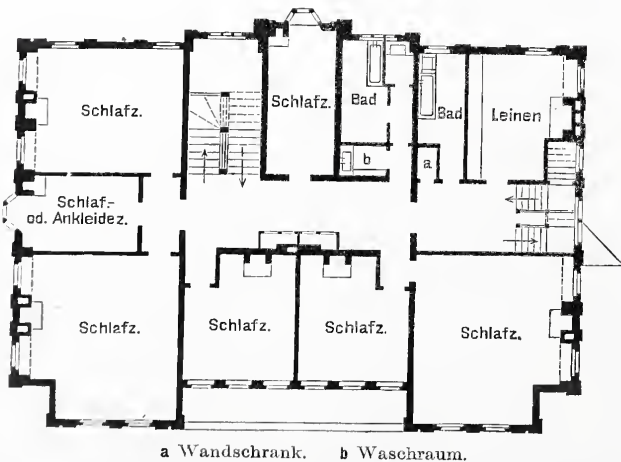 Schlafz.
Schlafz.
Bad
Bad
Leinen
b
a
Schlaf.-
od. Ankleidez.
Schlafz.
Schlafz.
Schlafz.
Schlafz.
a Wandschrank. b Waschraum.